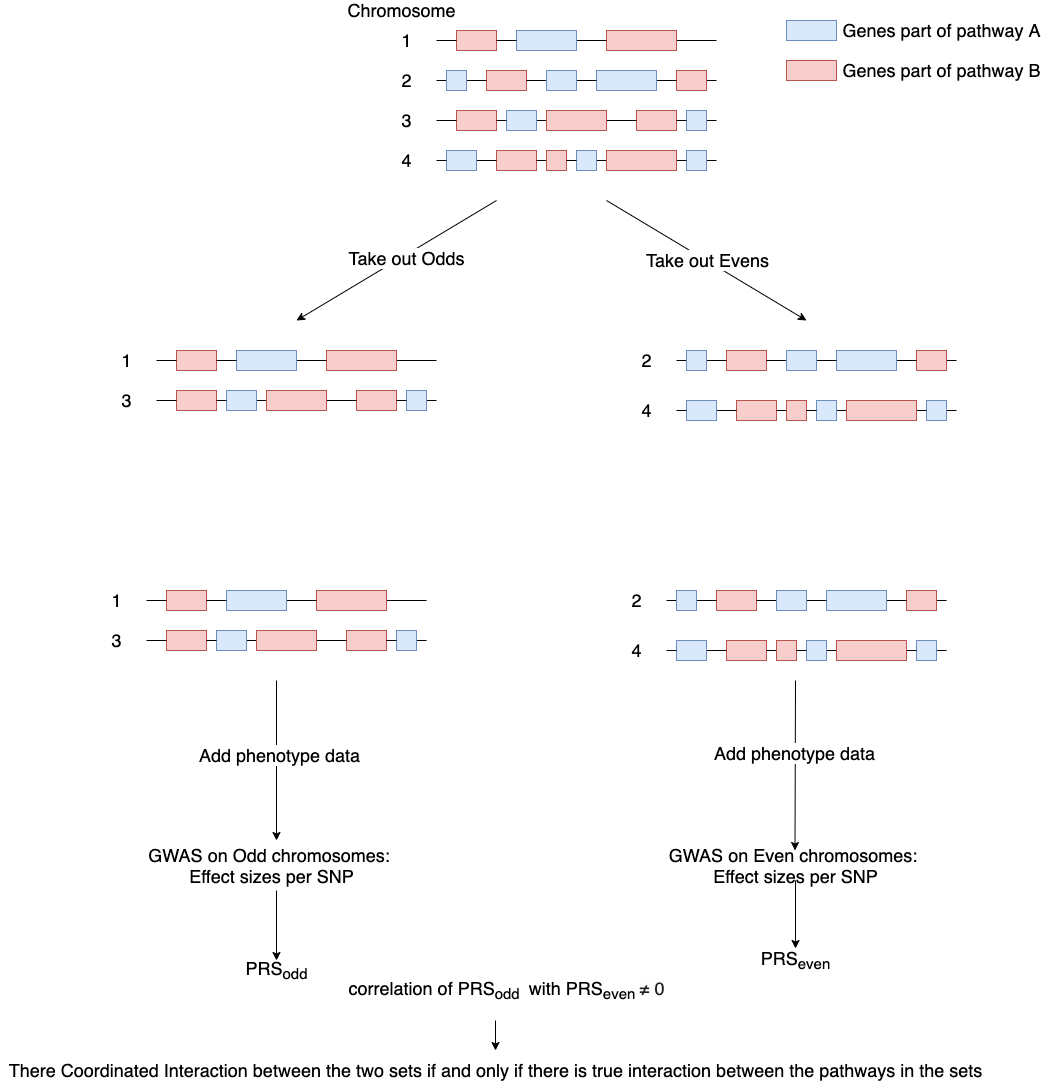 Chromosome
Genes part of pathway A
1
Genes part of pathway B
2
3
4
Take out Odds
Take out Evens
1
3
2
4
1
3
2
4
Add phenotype data
Add phenotype data
GWAS on Odd chromosomes:
Effect sizes per SNP
GWAS on Even chromosomes:
Effect sizes per SNP
PRSodd
PRSeven
correlation of PRSodd with PRSeven ≠ 0
There Coordinated Interaction between the two sets if and only if there is true interaction between the pathways in the sets